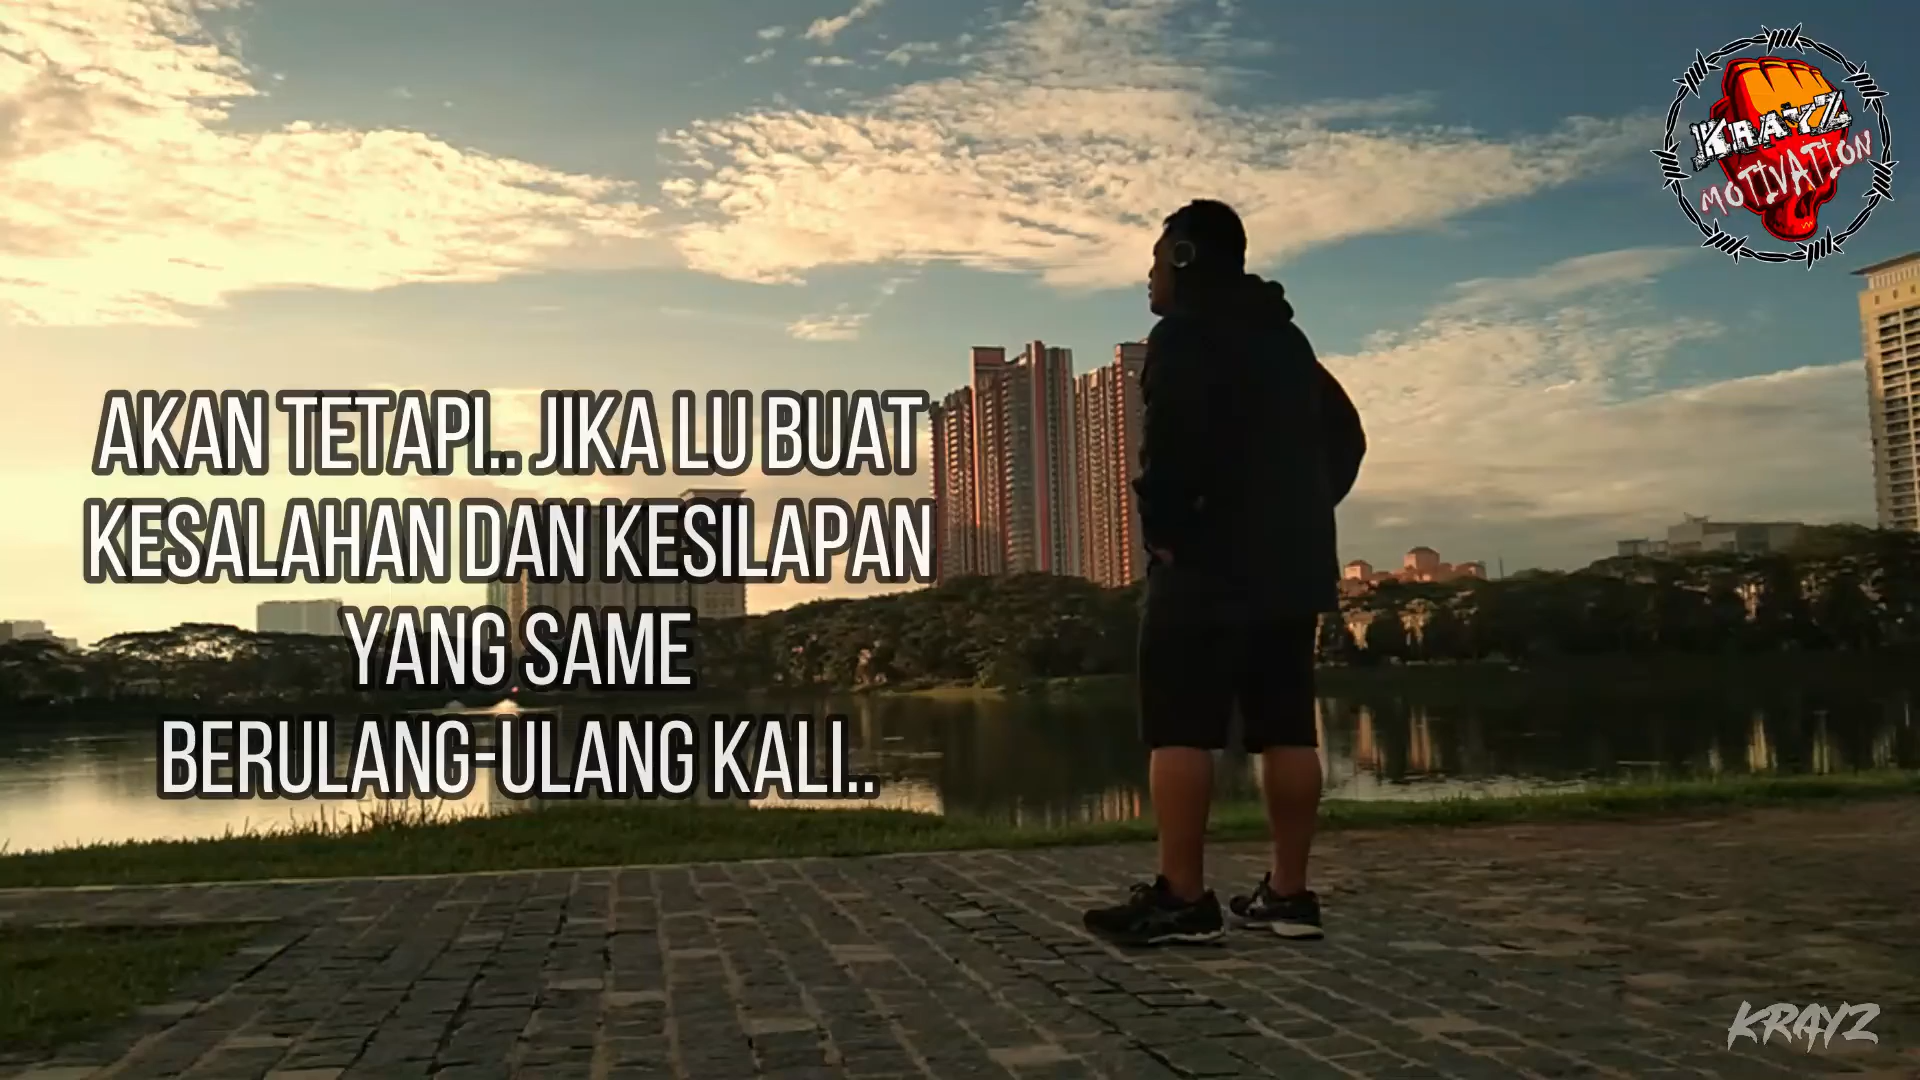 KRAYZ
MOTIVATION
AKAN TETAPI.. JIKA LU BUAT
KESALAHAN DAN KESILAPAN
YANG SAME
BERULANG-ULANG KALI..
KRAYZ